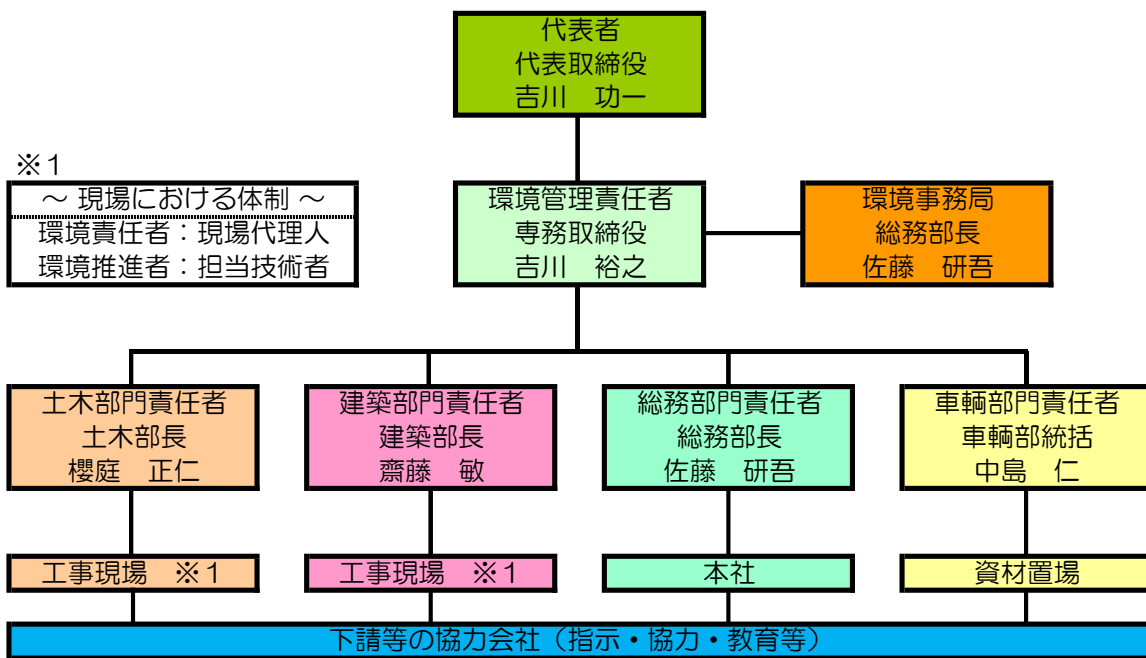 代表者
代表取締役
吉川　功一
※1
～ 現場における体制 ～
環境責任者：現場代理人
環境推進者：担当技術者
環境管理責任者
専務取締役
吉川　裕之
環境事務局
総務部長
佐藤　研吾
土木部門責任者
土木部長
櫻庭　正仁
建築部門責任者
建築部長
齋藤　敏
総務部門責任者
総務部長
佐藤　研吾
車輌部門責任者
車輌部統括
中島　仁
工事現場　※1
工事現場　※1
本社
資材置場
下請等の協力会社（指示・協力・教育等）